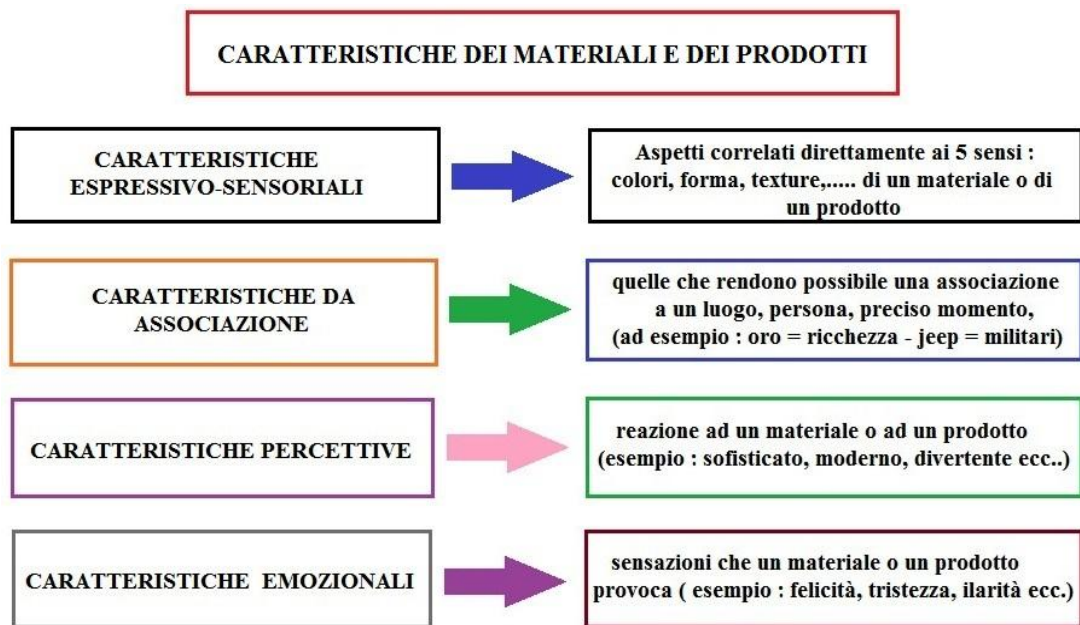 CARATTERISTICHE DEI MATERIALI E DEI PRODOTTI
CARATTERISTICHE
ESPRESSIVO-SENSORIALI
Aspetti correlati direttamente ai 5 sensi :
colori, forma, texture,..... di un materiale o di
un prodotto
CARATTERISTICHE DA
ASSOCIAZIONE
quelle che rendono possibile una associazione
a un luogo, persona, preciso momento,
(ad esempio : oro = ricchezza - jeep = militari)
CARATTERISTICHE PERCETTIVE
reazione ad un materiale o ad un prodotto
(esempio : sofisticato, moderno, divertente ecc..)
CARATTERISTICHE EMOZIONALI
sensazioni che un materiale o un prodotto
provoca ( esempio : felicità, tristezza, ilarità ecc.)